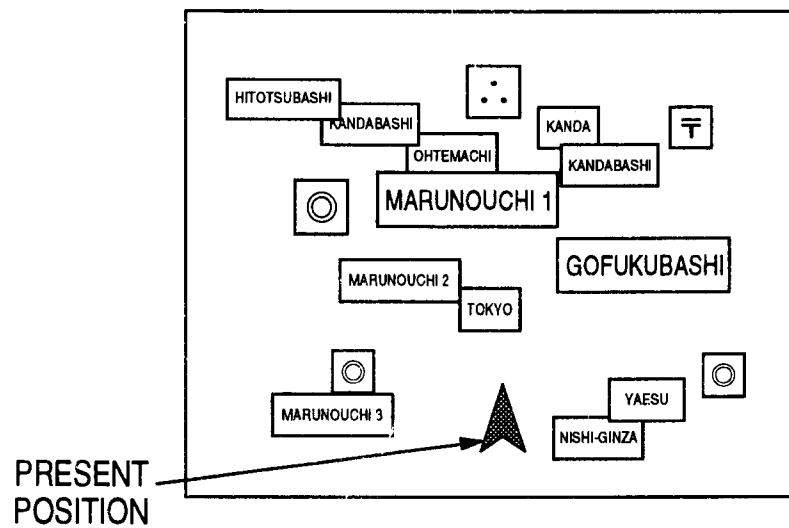 HITOTSUBASHI
KANDABASHI
KANDA
〒
OHTEMACHI
KANDABASHI
MARUNOUCHI 1
GOFUKUBASHI
MARUNOUCHI 2
TOKYO
YAESU
MARUNOUCHI 3
NISHI-GINZA
PRESENT
POSITION